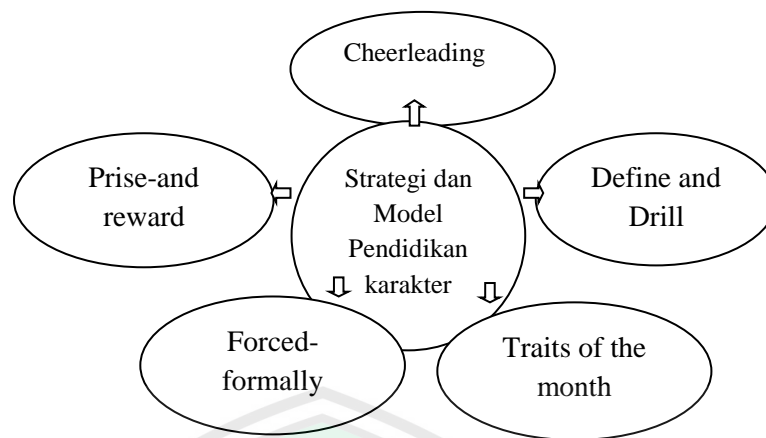 Cheerleading
Prise-and
reward
Strategi dan
Model
Pendidikan
karakter
Define and
Drill
Forced-
formally
Traits of the
month